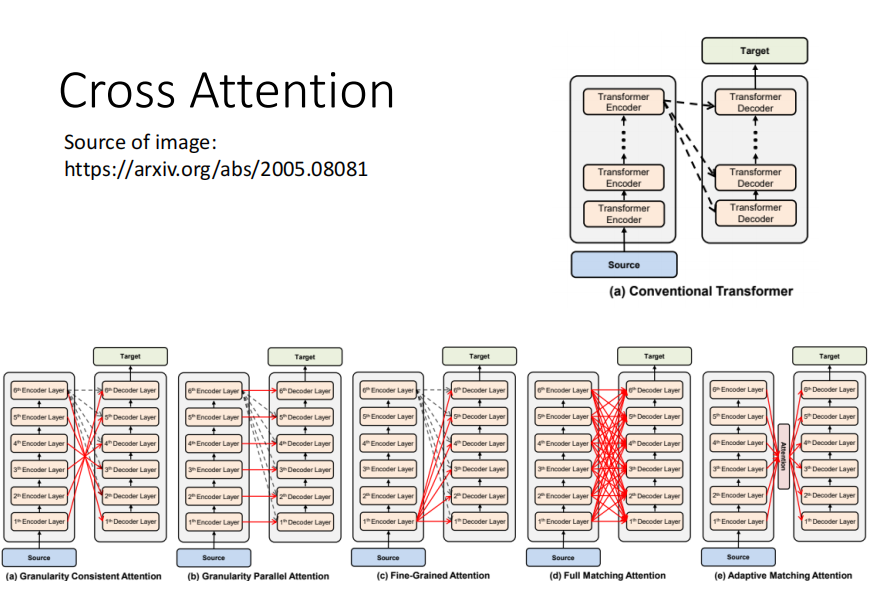 Cross Attention
Source of image:
https://arxiv.org/abs/2005.08081
Target
Transformer
Encoder
Transformer
Decoder
Transformer
Encoder
Transformer
Decoder
Transformer
Encoder
Transformer
Decoder
Source
(a) Conventional Transformer
Target
6th Encoder Layer
6th Decoder Layer
5th Encoder Layer
5th Decoder Layer
4th Encoder Layer
4th Decoder Layer
3rd Encoder Layer
3rd Decoder Layer
2nd Encoder Layer
2nd Decoder Layer
1st Encoder Layer
1st Decoder Layer
Source
(a) Granularity Consistent Attention
Target
6th Encoder Layer
6th Decoder Layer
5th Encoder Layer
5th Decoder Layer
4th Encoder Layer
4th Decoder Layer
3rd Encoder Layer
3rd Decoder Layer
2nd Encoder Layer
2nd Decoder Layer
1st Encoder Layer
1st Decoder Layer
Source
(b) Granularity Parallel Attention
Target
6th Encoder Layer
6th Decoder Layer
5th Encoder Layer
5th Decoder Layer
4th Encoder Layer
4th Decoder Layer
3rd Encoder Layer
3rd Decoder Layer
2nd Encoder Layer
2nd Decoder Layer
1st Encoder Layer
1st Decoder Layer
Source
(c) Fine-Grained Attention
Target
6th Encoder Layer
6th Decoder Layer
5th Encoder Layer
5th Decoder Layer
4th Encoder Layer
4th Decoder Layer
3rd Encoder Layer
3rd Decoder Layer
2nd Encoder Layer
2nd Decoder Layer
1st Encoder Layer
1st Decoder Layer
Source
(d) Full Matching Attention
Target
6th Encoder Layer
6th Decoder Layer
5th Encoder Layer
5th Decoder Layer
4th Encoder Layer
4th Decoder Layer
Attention
3rd Encoder Layer
3rd Decoder Layer
2nd Encoder Layer
2nd Decoder Layer
1st Encoder Layer
1st Decoder Layer
Source
(e) Adaptive Matching Attention